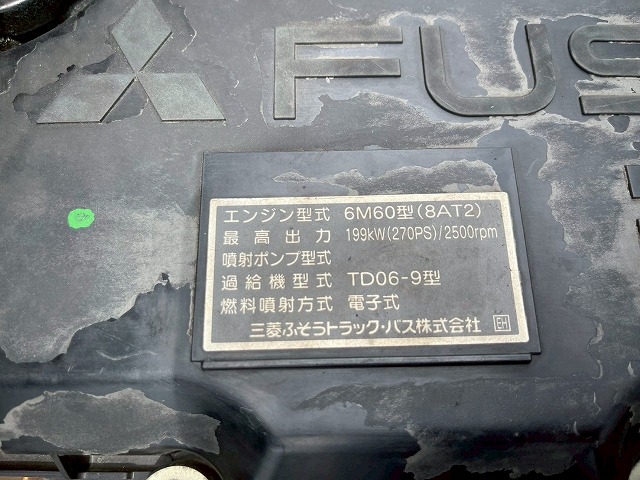 FUS
エンジン型式 6M60型(8AT2)
最高出力 199kW(270PS)/2500rpm
噴射ポンプ型式
過給機型式 TD06-9型
燃料噴射方式 電子式
三菱ふそうトラック・バス株式会社 EH